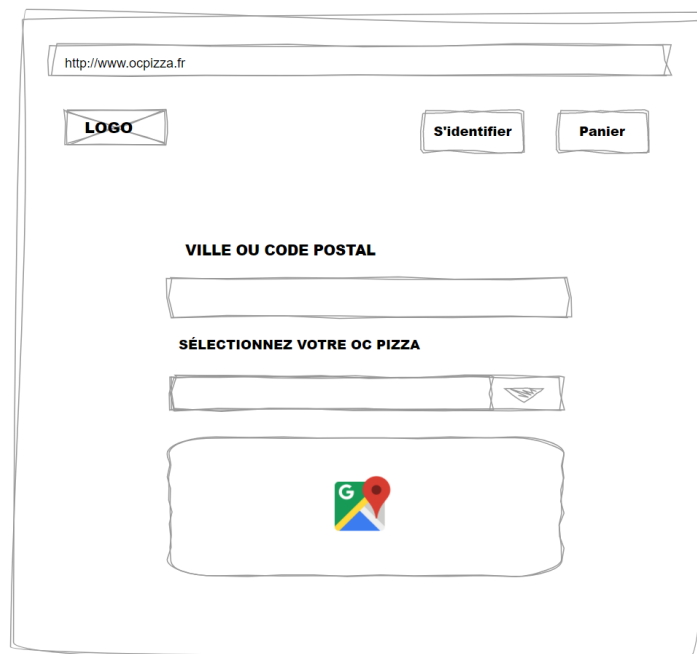 http://www.ocpizza.fr
LOGO
S'identifier
Panier
VILLE OU CODE POSTAL
SÉLECTIONNEZ VOTRE OC PIZZA
G